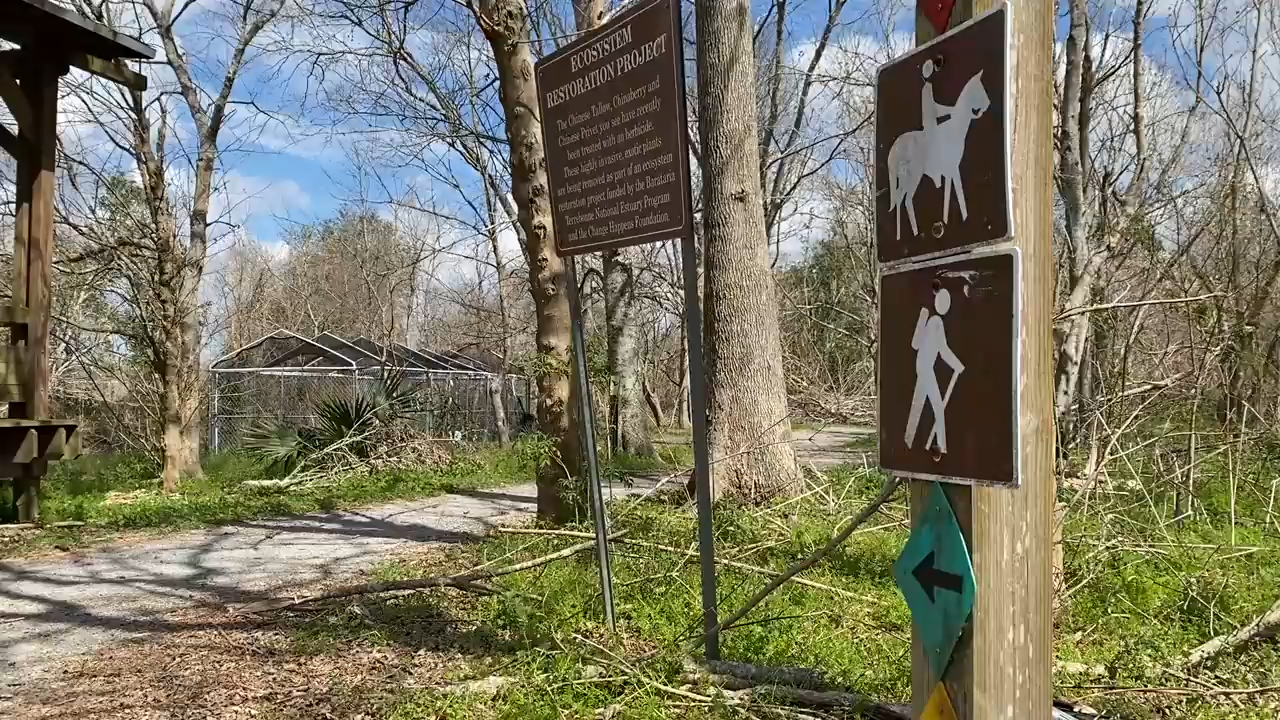 ECOSYSTEM
RESTORATION PROJECT
The Chinese Tallow, Chinaberry and
Chinese Privet you see have recently
been treated with an herbicide.
These highly invasive, exotic plants
are being removed as part of an ecosystem
restoration project funded by the Barataria
Terrebonne National Estuary Program
and the Change Happens Foundation.